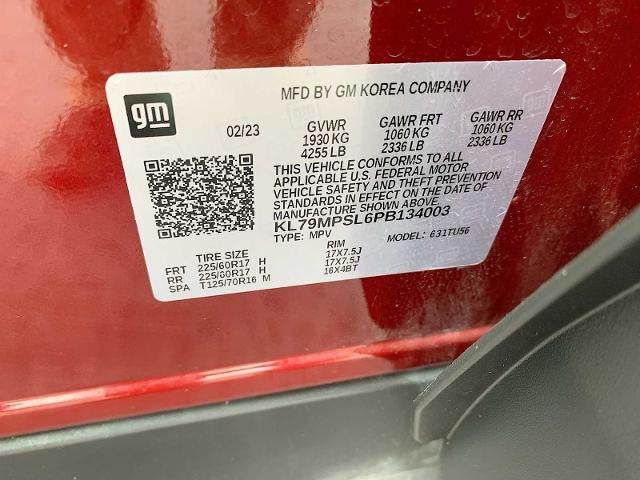 gm
MFD BY GM KOREA COMPANY
02/23 GVWR GAWR FRT GAWR RR
1930 KG 1060 KG 1060 KG
4255 LB 2336 LB 2336 LB
THIS VEHICLE CONFORMS TO ALL
APPLICABLE U.S. FEDERAL MOTOR
VEHICLE SAFETY AND THEFT PREVENTION
STANDARDS IN EFFECT ON THE DATE OF
MANUFACTURE SHOWN ABOVE.
KL79MPSL6PB134003
TYPE: MPV MODEL: 631TU56
TIRE SIZE RIM
FRT 225/60R17 H 17X7.5J
RR 225/60R17 H 17X7.5J
SPA T125/70R16 M 16X4BT